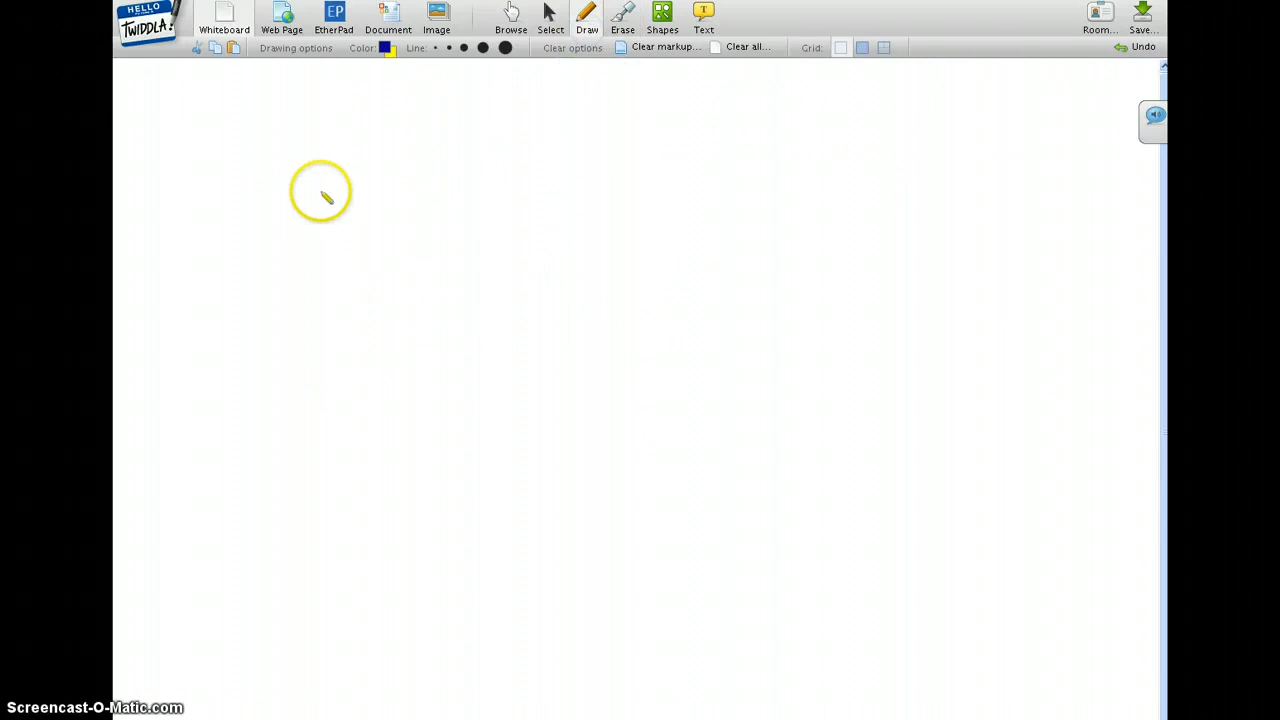 HELLO
TWIDDLA!
Whiteboard Web Page EtherPad Document Image Browse Select Draw Erase Shapes Text Room... Save...
Drawing options Color: Line: Clear options Clear markup... Clear all... Grid: Undo
EP
T
Screencast-O-Matic.com